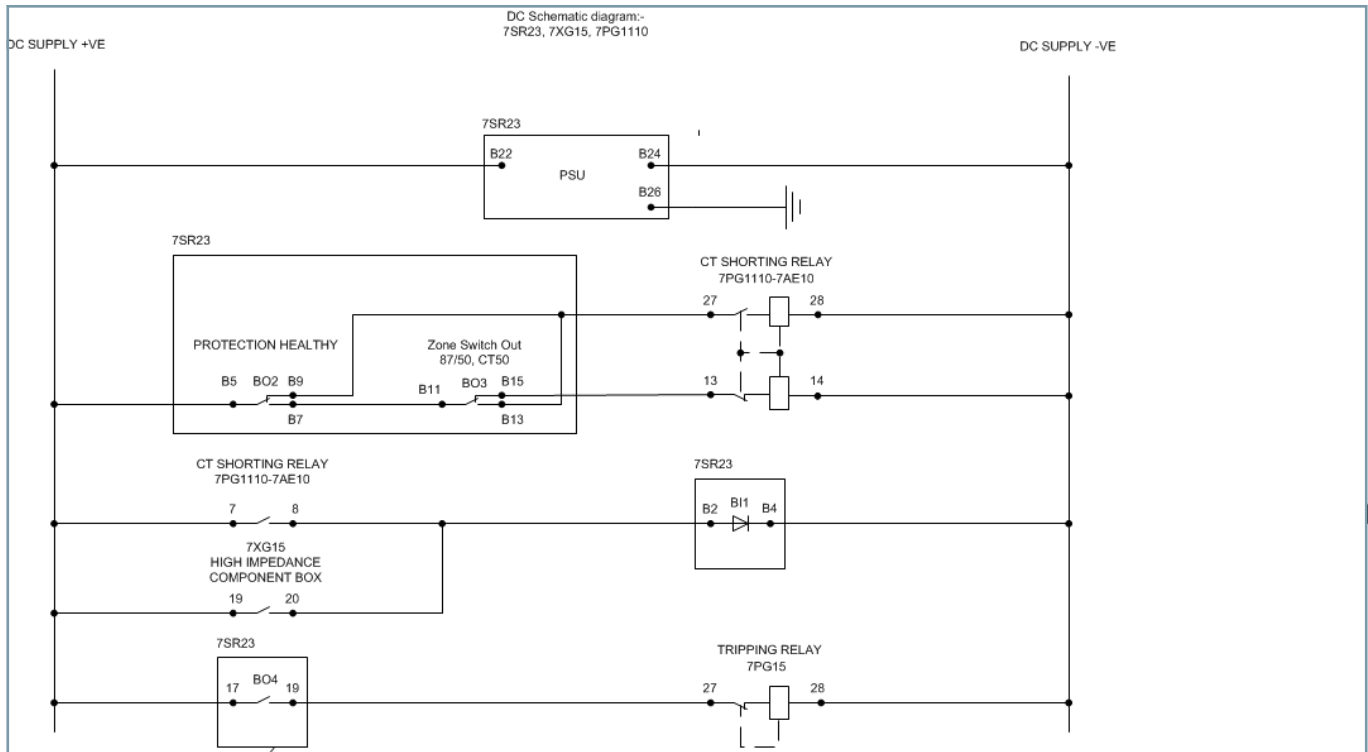 DC Schematic diagram:-
7SR23, 7XG15, 7PG1110
DC SUPPLY +VE
DC SUPPLY -VE
7SR23
B22
B24
PSU
B26
7SR23
CT SHORTING RELAY
7PG1110-7AE10
27
28
PROTECTION HEALTHY
Zone Switch Out
87/50, CT50
B5
BO2
B9
B11
BO3
B15
13
14
B7
B13
CT SHORTING RELAY
7PG1110-7AE10
7SR23
7
8
B2
BI1
B4
7XG15
HIGH IMPEDANCE
COMPONENT BOX
19
20
7SR23
TRIPPING RELAY
7PG15
17
BO4
19
27
28